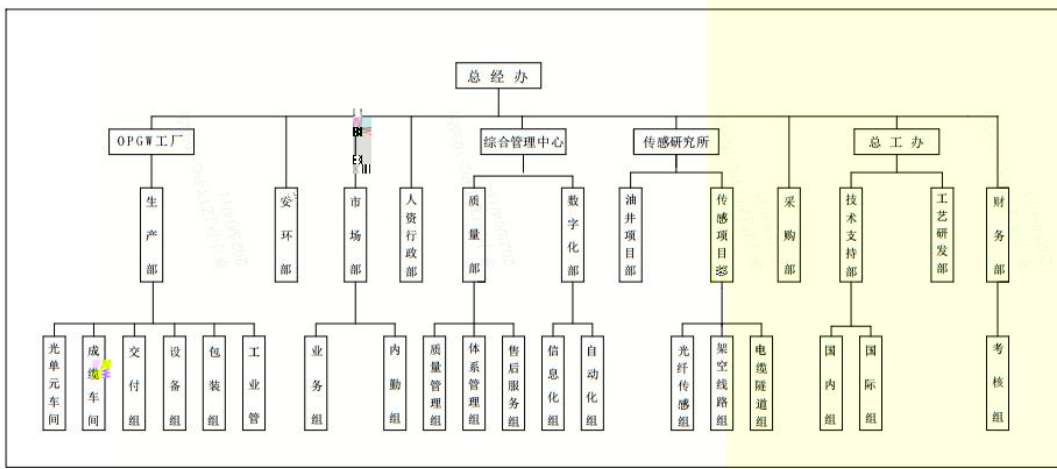 总经办
OPGW工厂
综合管理中心
传感研究所
总工办
生产部
安环部
市场部
人资行政部
质量部
数字化部
油井项目部
传感项目部
采购部
技术支持部
工艺研发部
财务部
光单元车间
成缆车间
交付组
设备组
包装组
工业管
业务组
内勤组
质量管理组
体系管理组
售后服务组
信息化组
自动化组
光纤传感组
架空线路组
电缆隧道组
国内组
国际组
考核组